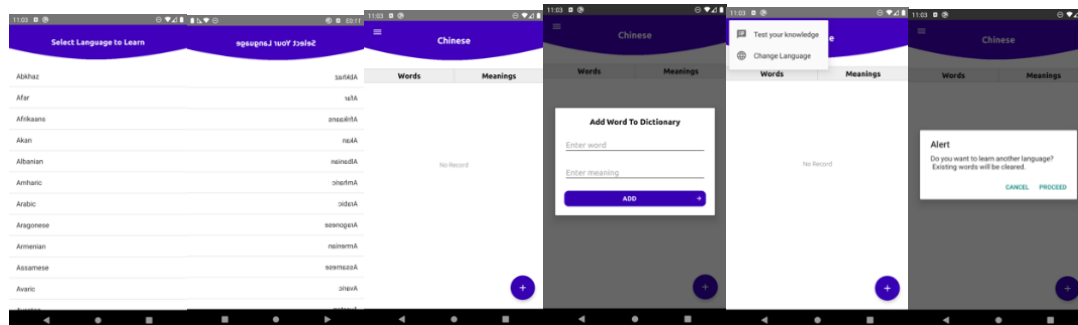 11:03
Select Language to Learn
Abkhaz
Afar
Afrikaans
Akan
Albanian
Amharic
Arabic
Aragonese
Armenian
Assamese
Avaric
11:03
Select Your Language
Abkhaz
Afar
Afrikaans
Akan
Albanian
Amharic
Arabic
Aragonese
Armenian
Assamese
Avaric
11:03
Chinese
Words Meanings
No Record
+
11:03
Chinese
Words Meanings
Add Word To Dictionary
Enter word
Enter meaning
ADD
+
11:03
Test your knowledge
e
Change Language
Words Meanings
No Record
+
11:03
Chinese
Words Meanings
Alert
Do you want to learn another language?
Existing words will be cleared.
CANCEL PROCEED
+